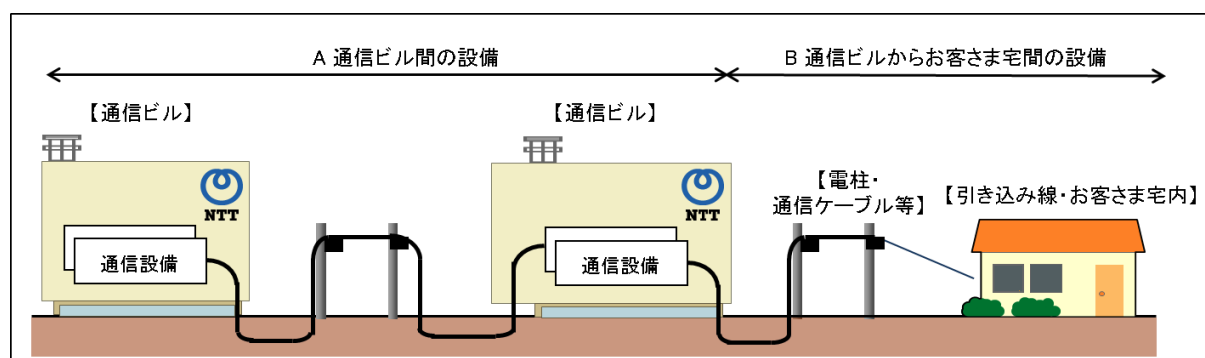 A 通信ビル間の設備
B 通信ビルからお客さま宅間の設備
【通信ビル】
【通信ビル】
【電柱・
通信ケーブル等】
【引き込み線・お客さま宅内】
NTT
NTT
通信設備
通信設備